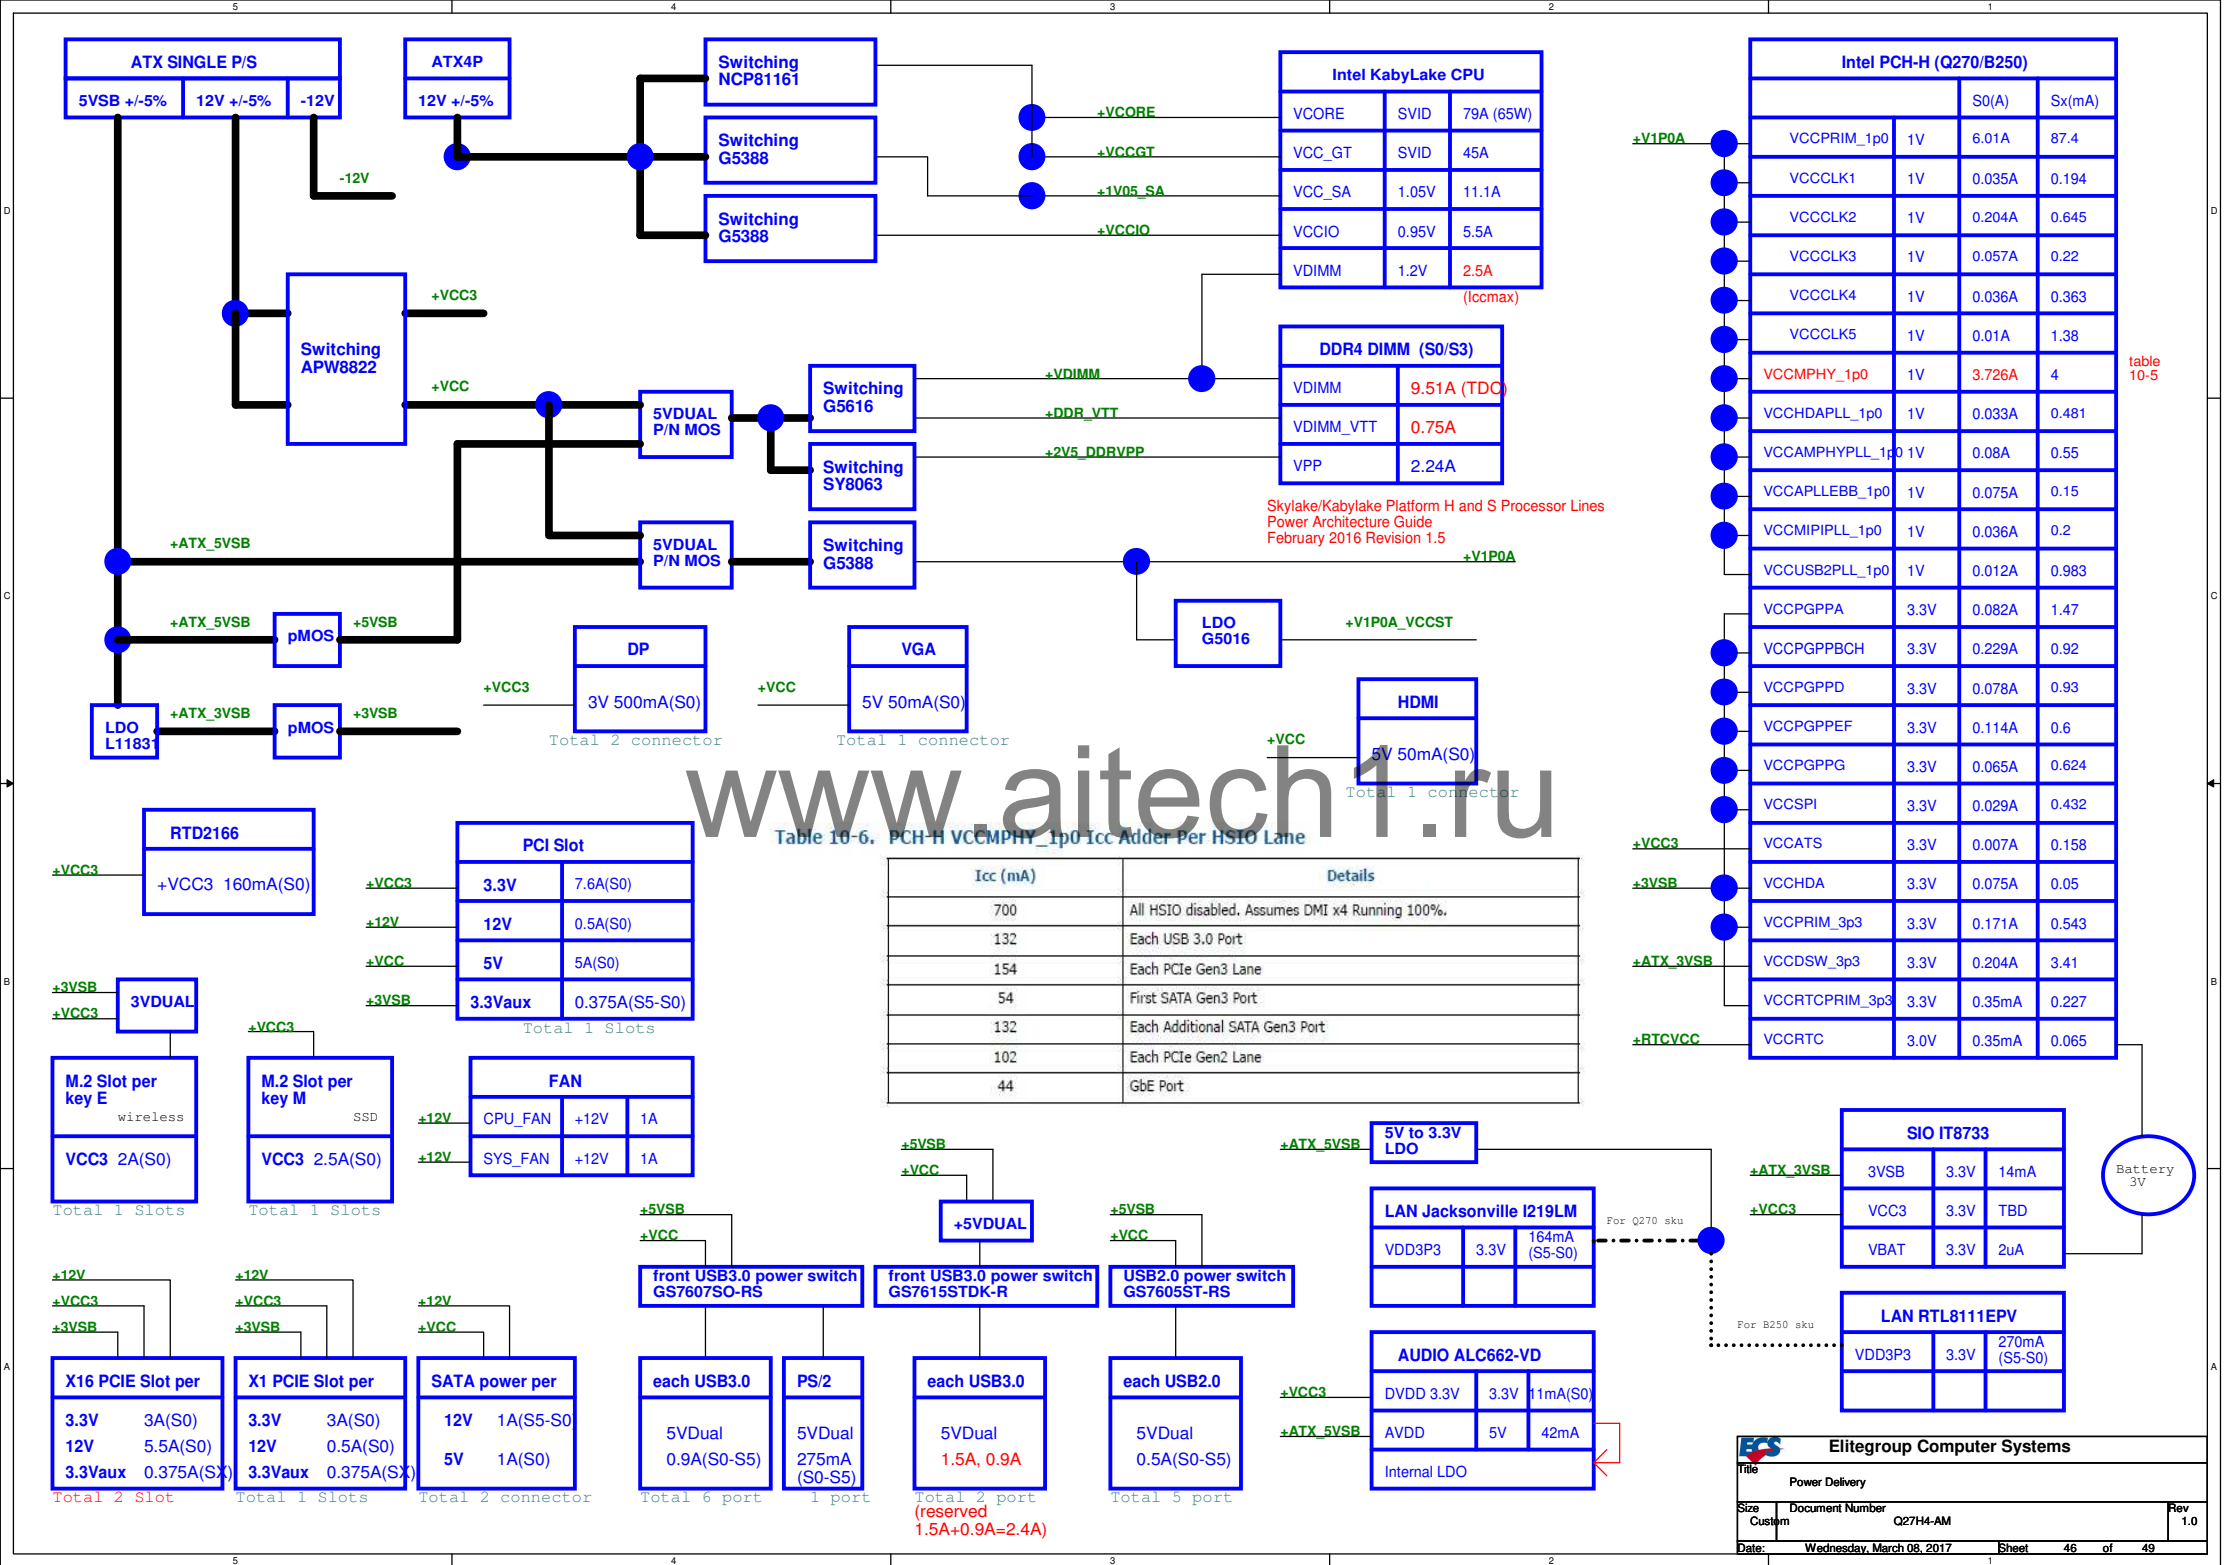 5 4 3 2 1
ATX SINGLE P/S
5VSB +/-5% 12V +/-5% -12V
-12V
ATX4P
12V +/-5%
Switching
NCP81161
Switching
G5388
Switching
G5388
+VCORE
+VCCGT
+1V05_SA
+VCCIO
Intel KabyLake CPU
VCORE SVID 79A (65W)
VCC_GT SVID 45A
VCC_SA 1.05V 11.1A
VCCIO 0.95V 5.5A
VDIMM 1.2V 2.5A
(Iccmax)
Switching
APW8822
+VCC3
+VCC
5VDUAL
P/N MOS
Switching
G5616
Switching
SY8063
+VDIMM
+DDR_VTT
+2V5_DDRVPP
DDR4 DIMM (S0/S3)
VDIMM 9.51A (TDC)
VDIMM_VTT 0.75A
VPP 2.24A
Skylake/Kabylake Platform H and S Processor Lines
Power Architecture Guide
February 2016 Revision 1.5
+ATX_5VSB
5VDUAL
P/N MOS
Switching
G5388
+V1P0A
LDO
G5016
+V1P0A_VCCST
+ATX_5VSB
pMOS
+5VSB
LDO
L11831
+ATX_3VSB
pMOS
+3VSB
+VCC3
DP
3V 500mA(S0)
Total 2 connector
+VCC
VGA
5V 50mA(S0)
Total 1 connector
+VCC
HDMI
5V 50mA(S0)
Total 1 connector
www.aitech1.ru
Intel PCH-H (Q270/B250)
S0(A) Sx(mA)
+V1P0A
VCCPRIM_1p0 1V 6.01A 87.4
VCCCLK1 1V 0.035A 0.194
VCCCLK2 1V 0.204A 0.645
VCCCLK3 1V 0.057A 0.22
VCCCLK4 1V 0.036A 0.363
VCCCLK5 1V 0.01A 1.38
VCCMPHY_1p0 1V 3.726A 4
table
10-5
VCCHDAPLL_1p0 1V 0.033A 0.481
VCCAMPHYPLL_1p0 1V 0.08A 0.55
VCCAPLLEBB_1p0 1V 0.075A 0.15
VCCMIPIPLL_1p0 1V 0.036A 0.2
VCCUSB2PLL_1p0 1V 0.012A 0.983
VCCPGPPA 3.3V 0.082A 1.47
VCCPGPPBCH 3.3V 0.229A 0.92
VCCPGPPD 3.3V 0.078A 0.93
VCCPGPPEF 3.3V 0.114A 0.6
VCCPGPPG 3.3V 0.065A 0.624
VCCSPI 3.3V 0.029A 0.432
+VCC3 VCCATS 3.3V 0.007A 0.158
+3VSB VCCHDA 3.3V 0.075A 0.05
VCCPRIM_3p3 3.3V 0.171A 0.543
+ATX_3VSB VCCDSW_3p3 3.3V 0.204A 3.41
VCCRTCPRIM_3p3 3.3V 0.35mA 0.227
+RTCVCC VCCRTC 3.0V 0.35mA 0.065
RTD2166
+VCC3
+VCC3 160mA(S0)
PCI Slot
+VCC3 3.3V 7.6A(S0)
+12V 12V 0.5A(S0)
+VCC 5V 5A(S0)
+3VSB 3.3Vaux 0.375A(S5-S0)
Total 1 Slots
Table 10-6. PCH-H VCCMPHY_1p0 Icc Adder Per HSIO Lane
Icc (mA) Details
700 All HSIO disabled. Assumes DMI x4 Running 100%.
132 Each USB 3.0 Port
154 Each PCIe Gen3 Lane
54 First SATA Gen3 Port
132 Each Additional SATA Gen3 Port
102 Each PCIe Gen2 Lane
44 GbE Port
+3VSB
+VCC3
3VDUAL
M.2 Slot per
key E
wireless
VCC3 2A(S0)
Total 1 Slots
+VCC3
M.2 Slot per
key M
SSD
VCC3 2.5A(S0)
Total 1 Slots
FAN
+12V CPU_FAN +12V 1A
+12V SYS_FAN +12V 1A
+12V
+VCC3
+3VSB
X16 PCIE Slot per
3.3V 3A(S0)
12V 5.5A(S0)
3.3Vaux 0.375A(SX)
Total 2 Slot
+12V
+VCC3
+3VSB
X1 PCIE Slot per
3.3V 3A(S0)
12V 0.5A(S0)
3.3Vaux 0.375A(SX)
Total 1 Slots
+12V
+VCC
SATA power per
12V 1A(S5-S0
5V 1A(S0)
Total 2 connector
+5VSB
+VCC
front USB3.0 power switch
GS7607SO-RS
each USB3.0
5VDual
0.9A(S0-S5)
Total 6 port
PS/2
5VDual
275mA
(S0-S5)
1 port
+5VSB
+VCC
+5VDUAL
front USB3.0 power switch
GS7615STDK-R
each USB3.0
5VDual
1.5A, 0.9A
Total 2 port
(reserved
1.5A+0.9A=2.4A)
+5VSB
+VCC
USB2.0 power switch
GS7605ST-RS
each USB2.0
5VDual
0.5A(S0-S5)
Total 5 port
+ATX_5VSB
5V to 3.3V
LDO
LAN Jacksonville I219LM
VDD3P3 3.3V 164mA
(S5-S0)
For Q270 sku
For B250 sku
AUDIO ALC662-VD
+VCC3 DVDD 3.3V 3.3V 11mA(S0)
+ATX_5VSB AVDD 5V 42mA
Internal LDO
SIO IT8733
+ATX_3VSB 3VSB 3.3V 14mA
+VCC3 VCC3 3.3V TBD
VBAT 3.3V 2uA
Battery
3V
LAN RTL8111EPV
VDD3P3 3.3V 270mA
(S5-S0)
ECS Elitegroup Computer Systems
Title
Power Delivery
Size Document Number Rev
Custom Q27H4-AM 1.0
Date: Wednesday, March 08, 2017 Sheet 46 of 49
D D
C C
B B
A A
5 4 3 2 1